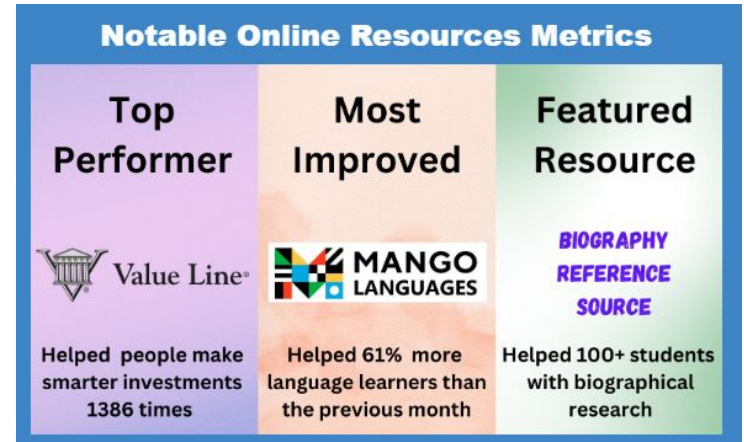 Notable Online Resources Metrics
Top
Performer
Value Line®
Helped people make
smarter investments
1386 times
Most
Improved
MANGO
LANGUAGES
Helped 61% more
language learners than
the previous month
Featured
Resource
BIOGRAPHY
REFERENCE
SOURCE
Helped 100+ students
with biographical
research